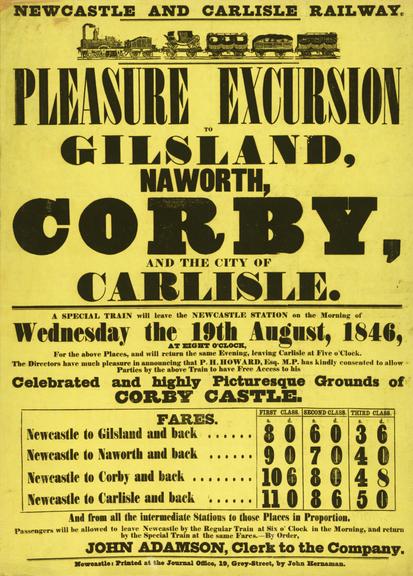 NEWCASTLE AND CARLISLE RAILWAY.
PLEASURE EXCURSION
TO
GILSLAND,
NAWORTH,
CORBY,
AND THE CITY OF
CARLISLE.
A SPECIAL TRAIN will leave the NEWCASTLE STATION on the Morning of
Wednesday the 19th August, 1846,
AT EIGHT O'CLOCK,
For the above Places, and will return the same Evening, leaving Carlisle at Five o'Clock.
The Directors have much pleasure in announcing that P. H. HOWARD, Esq. M.P. has kindly consented to allow
Parties by the above Train to have Free Access to his
Celebrated and highly Picturesque Grounds of
CORBY CASTLE.
FARES. FIRST CLASS. SECOND CLASS. THIRD CLASS.
s. d. s. d. s. d.
Newcastle to Gilsland and back ...... 8 0 6 0 3 6
Newcastle to Naworth and back ...... 9 0 7 0 4 0
Newcastle to Corby and back ...... 10 6 8 0 4 8
Newcastle to Carlisle and back ...... 11 0 8 6 5 0
And from all the intermediate Stations to those Places in Proportion.
Passengers will be allowed to leave Newcastle by the Regular Train at Six o' Clock in the Morning, and return
by the Special Train at the same Fares.—By Order,
JOHN ADAMSON, Clerk to the Company.
Newcastle: Printed at the Journal Office, 19, Grey-Street, by John Hernaman.